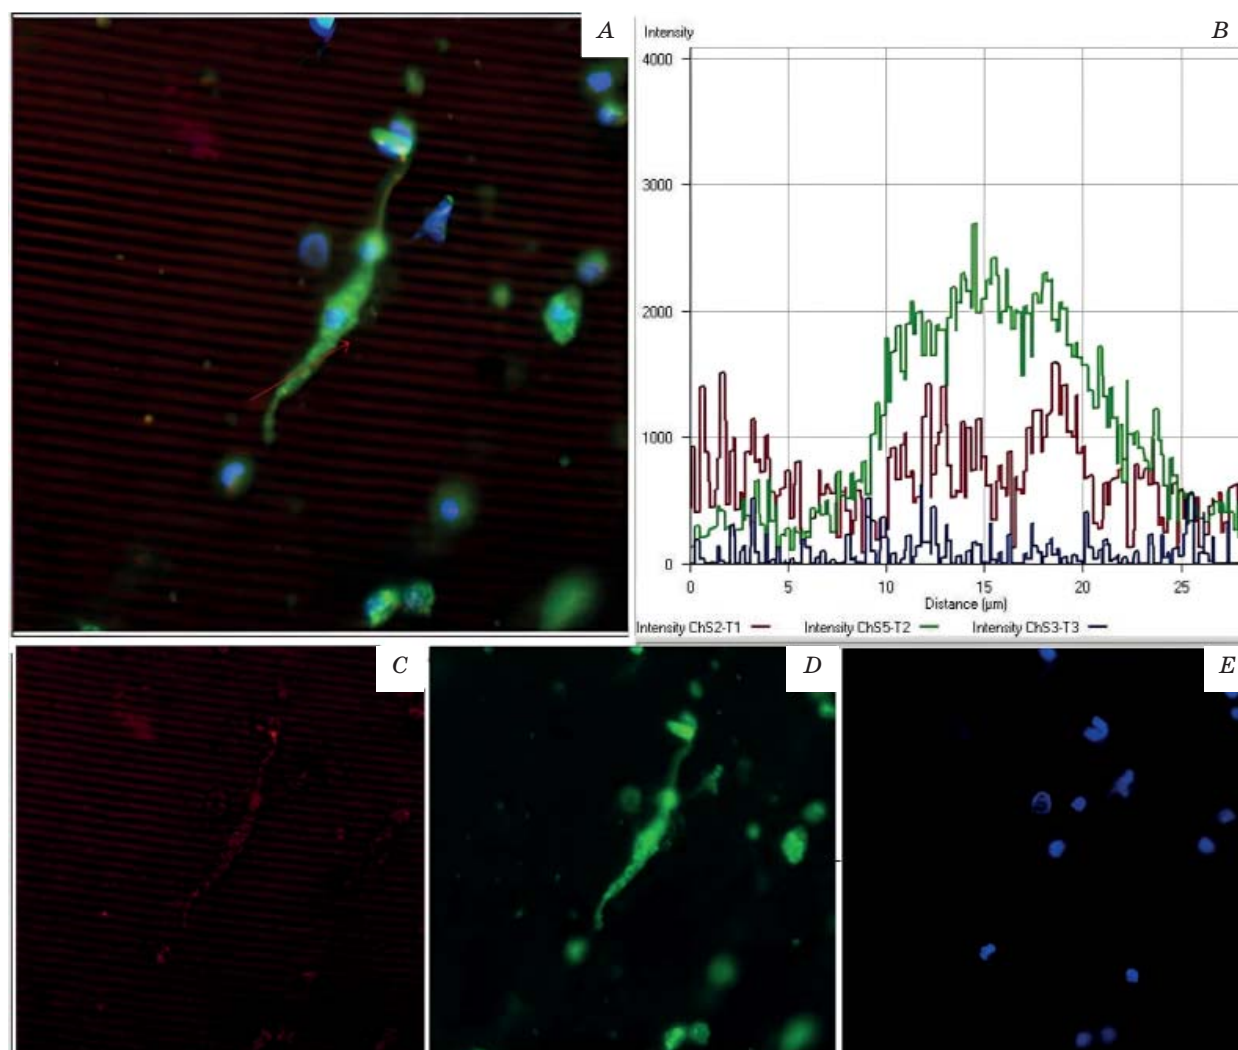 A
Intensity
B
4000
3000
2000
1000
0
0 5 10 15 20 25
Distance (µm)
Intensity ChS2-T1 Intensity ChS5-T2 Intensity ChS3-T3
C
D
E